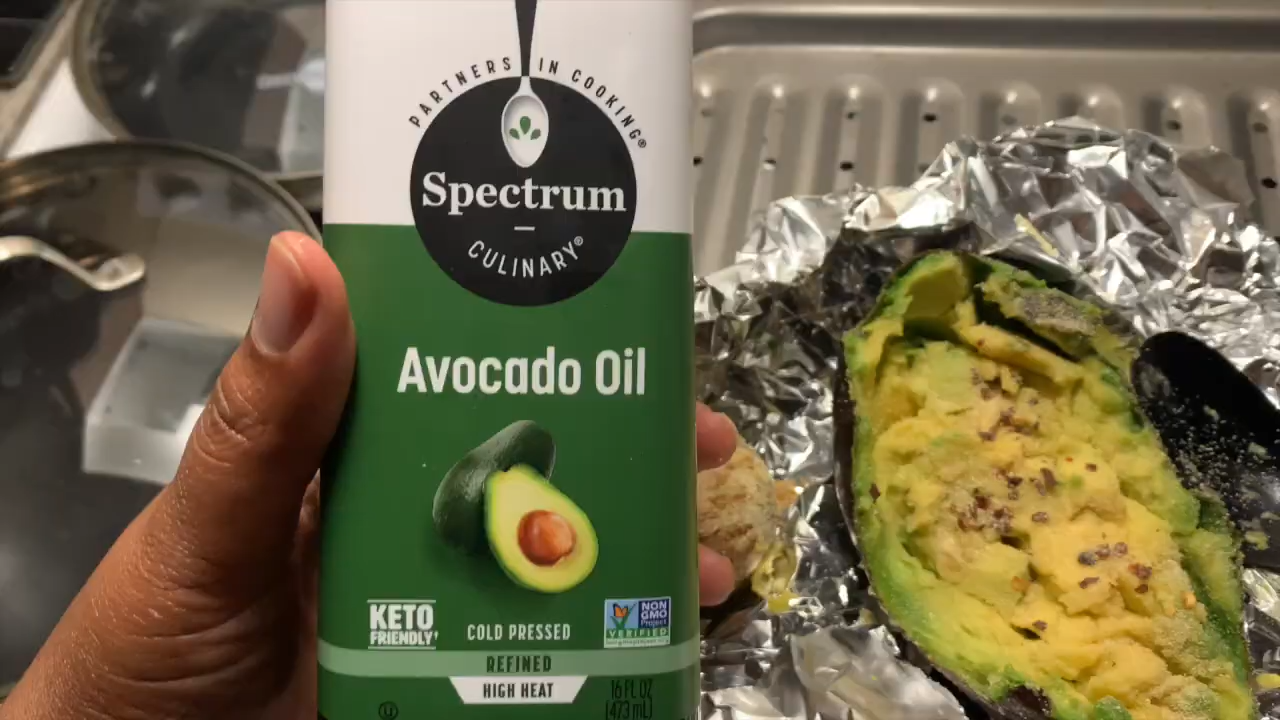 PARTNERS IN COOKING®
Spectrum
CULINARY®
Avocado Oil
KETO
FRIENDLY†
COLD PRESSED
NON
GMO
Project
VERIFIED
REFINED
HIGH HEAT
16 FL OZ
(473 mL)